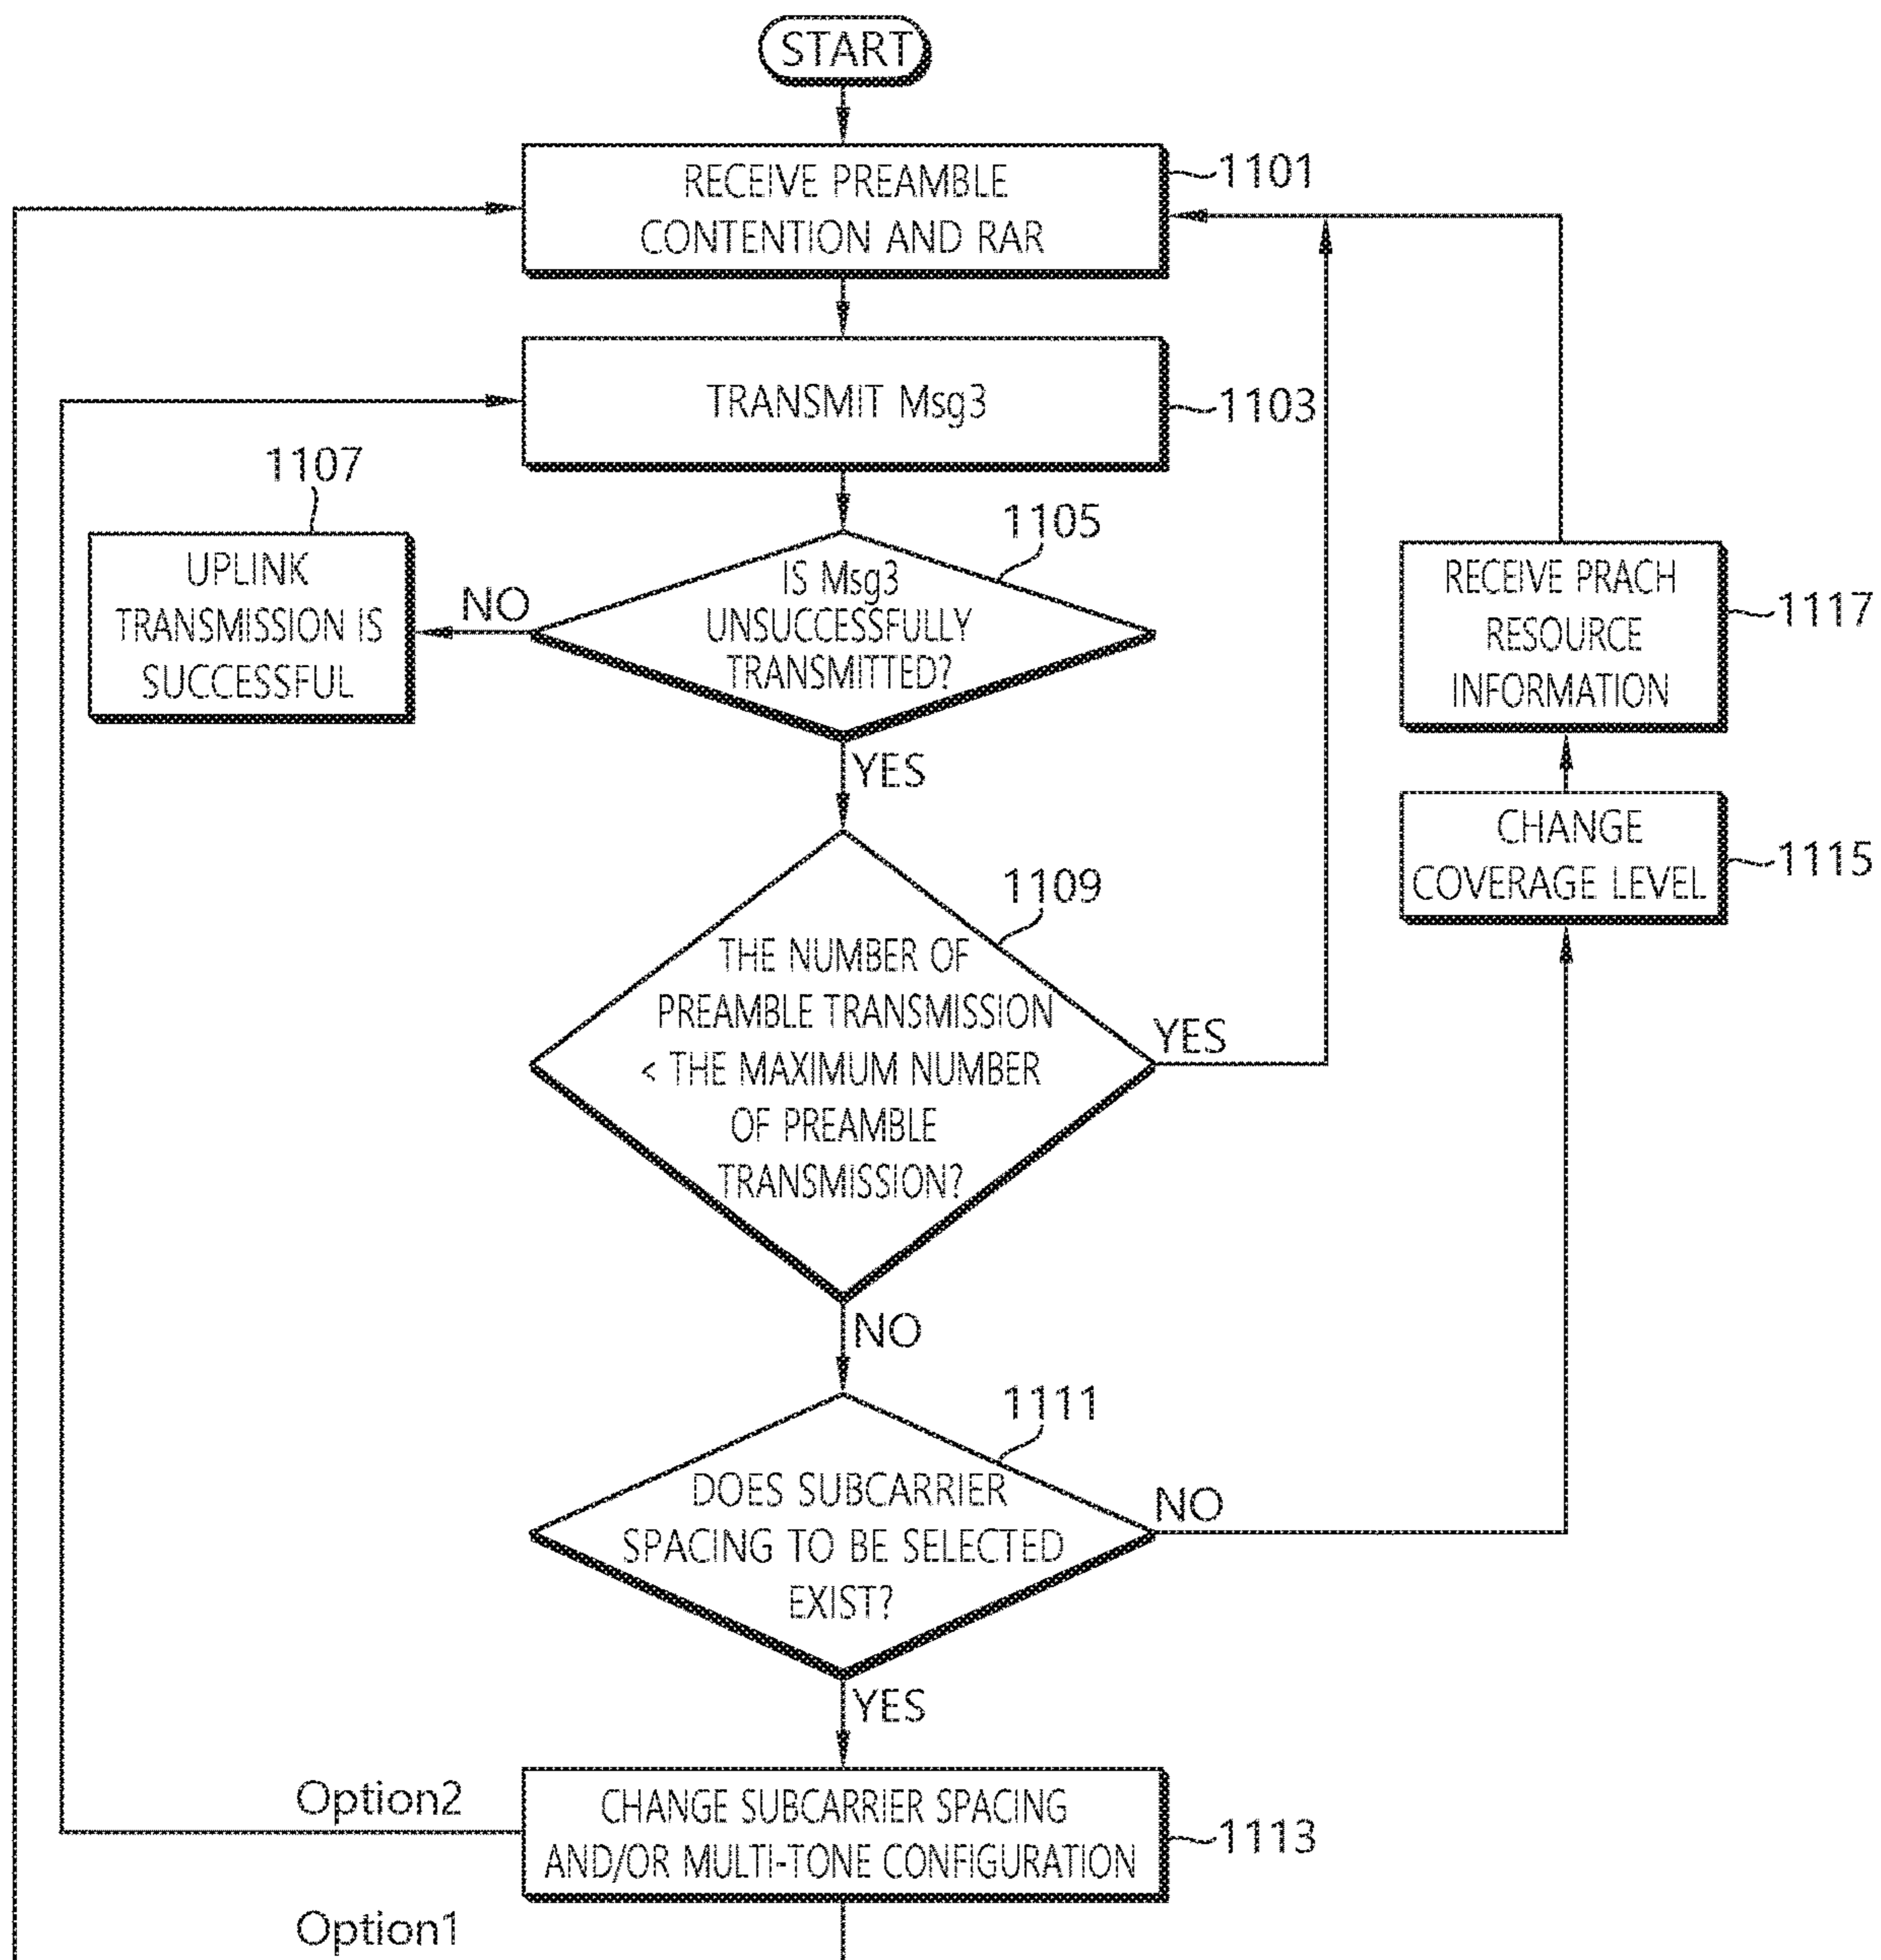 START
RECEIVE PREAMBLE
CONTENTION AND RAR
1101
TRANSMIT Msg3
1103
1107
UPLINK
TRANSMISSION IS
SUCCESSFUL
NO
1105
IS Msg3
UNSUCCESSFULLY
TRANSMITTED?
YES
RECEIVE PRACH
RESOURCE
INFORMATION
1117
CHANGE
COVERAGE LEVEL
1115
1109
THE NUMBER OF
PREAMBLE TRANSMISSION
< THE MAXIMUM NUMBER
OF PREAMBLE
TRANSMISSION?
YES
NO
1111
DOES SUBCARRIER
SPACING TO BE SELECTED
EXIST?
NO
YES
Option2
CHANGE SUBCARRIER SPACING
AND/OR MULTI-TONE CONFIGURATION
1113
Option1